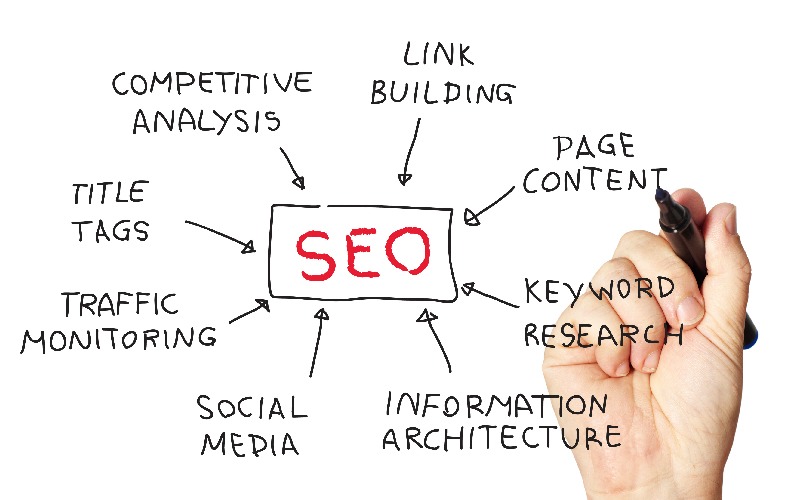 LINK
BUILDING
COMPETITIVE
ANALYSIS
PAGE
CONTENT
TITLE
TAGS
SEO
KEYWORD
RESEARCH
TRAFFIC
MONITORING
SOCIAL
MEDIA
INFORMATION
ARCHITECTURE